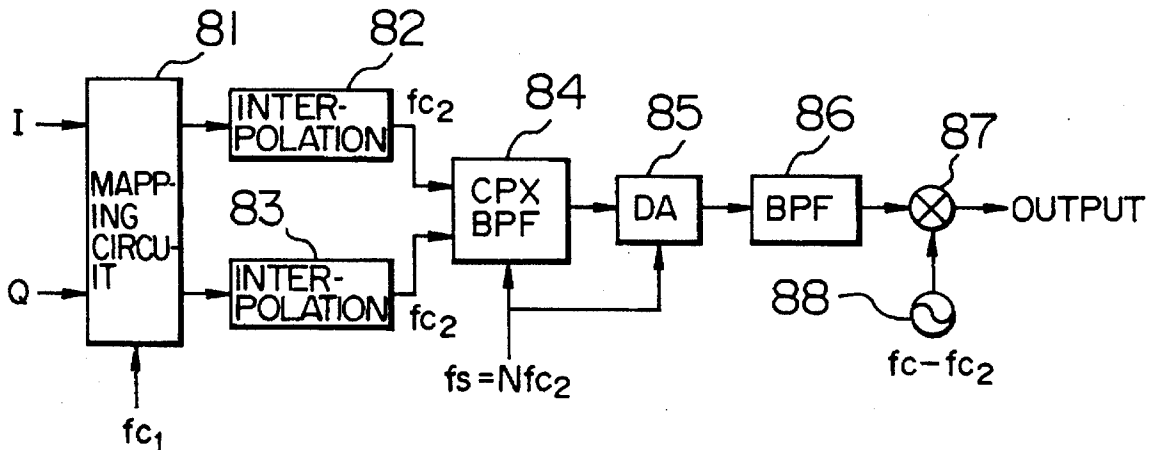 81
I
Q
MAPP-
ING
CIRCU-
IT
fc₁
82
INTER-
POLATION
fc₂
83
INTER-
POLATION
fc₂
84
CPX
BPF
fs=Nfc₂
85
DA
86
BPF
87
OUTPUT
88
fc-fc₂